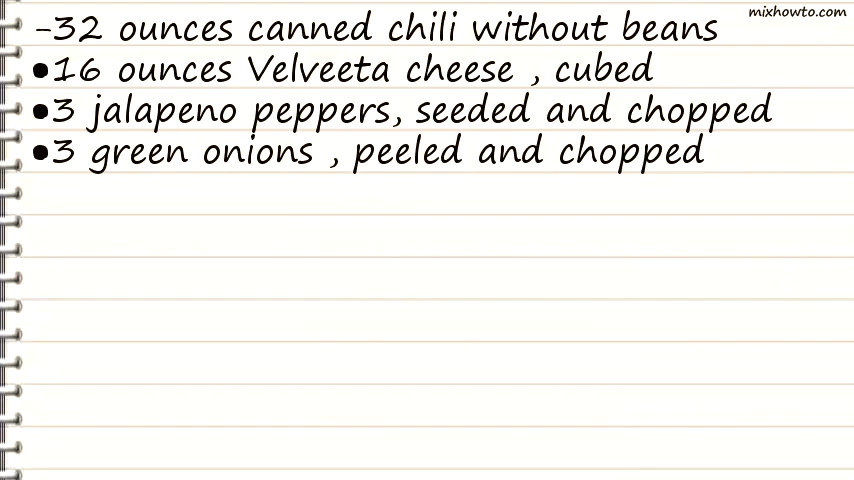 mixhowto.com
-32 ounces canned chili without beans
●16 ounces Velveeta cheese , cubed
●3 jalapeno peppers, seeded and chopped
●3 green onions , peeled and chopped